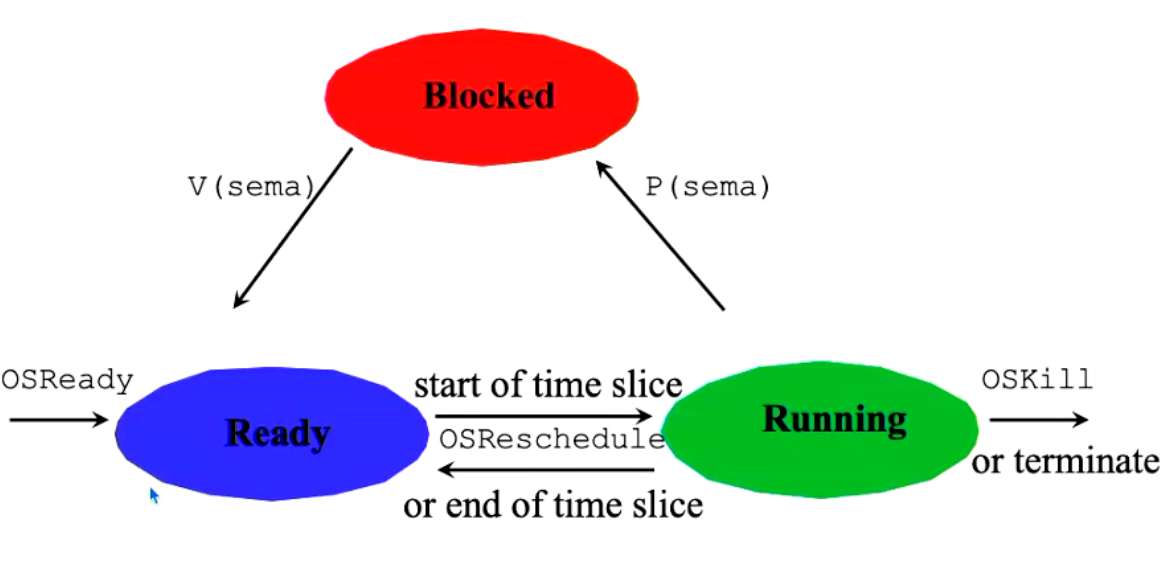 Blocked
V(sema)
P(sema)
OSReady
start of time slice
OSKill
Ready
OSReschedule
Running
or end of time slice
or terminate